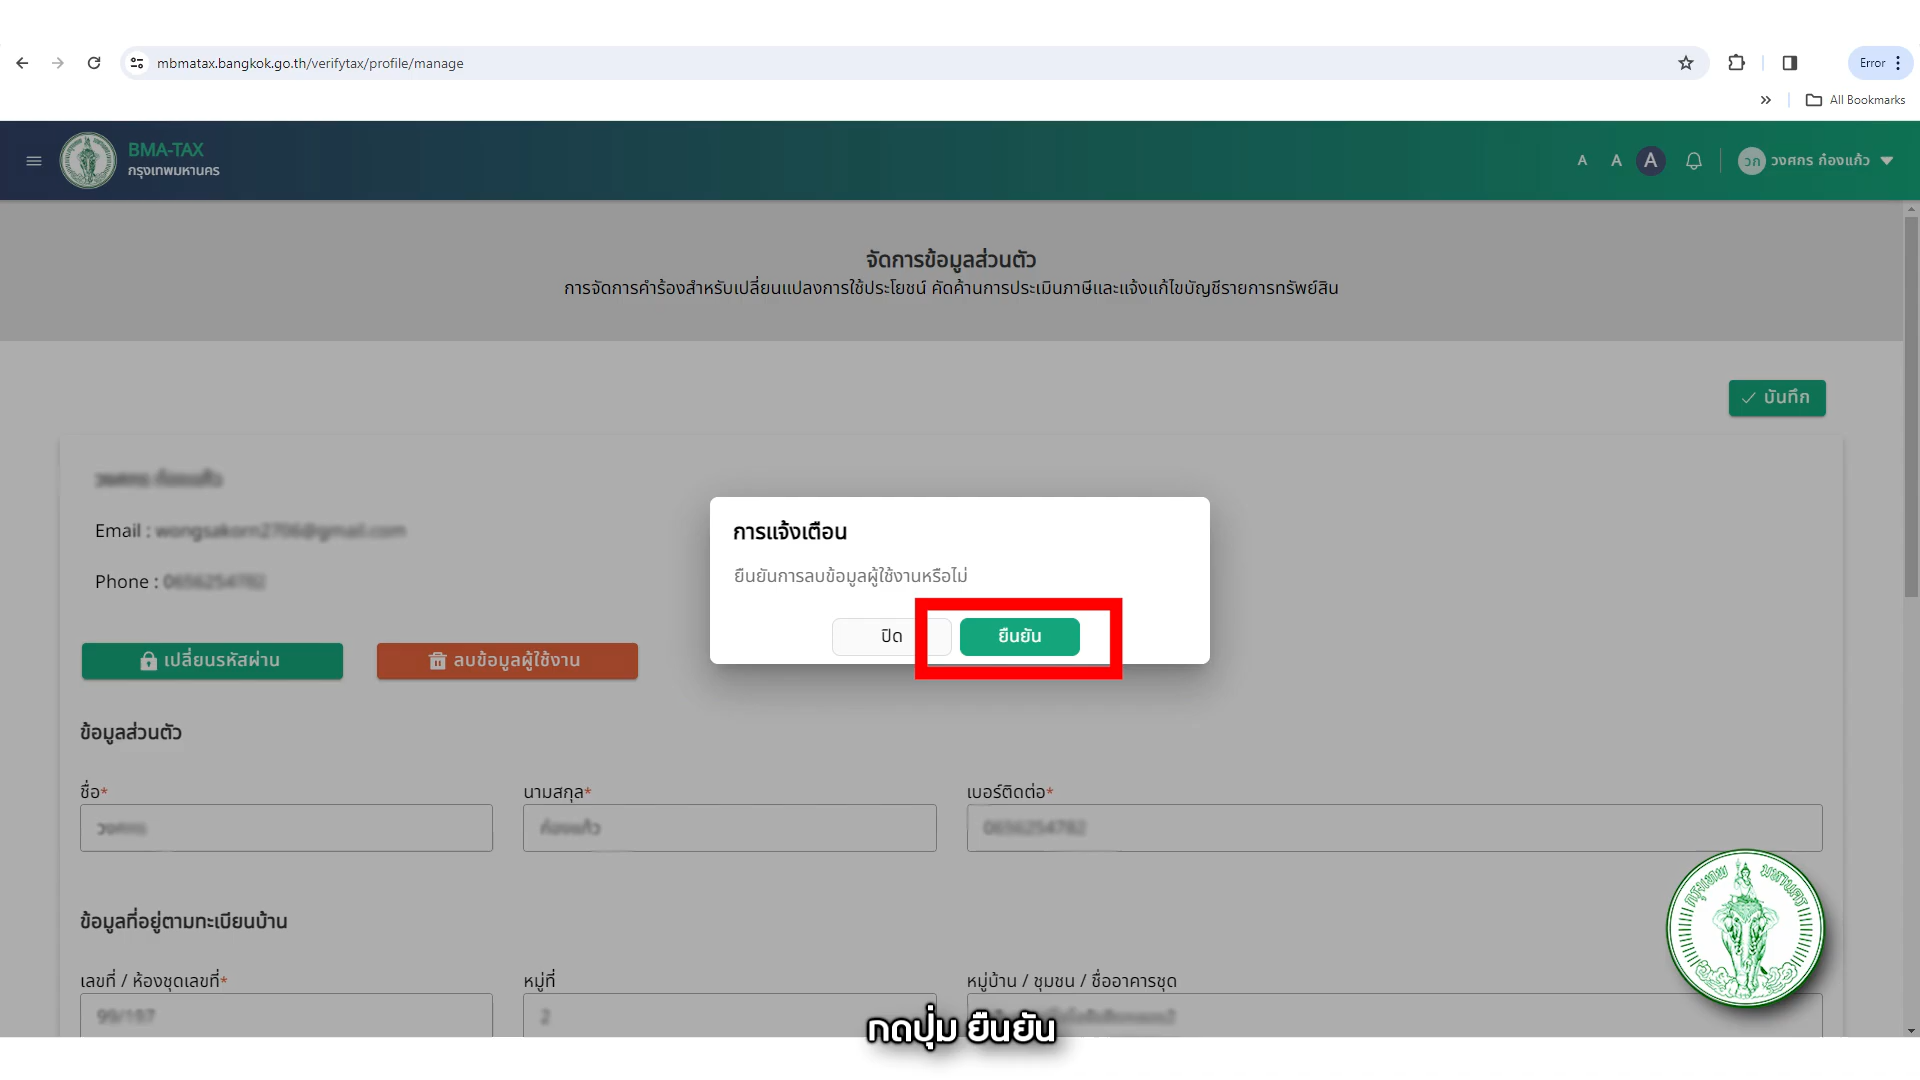 mbmatax.bangkok.go.th/verifytax/profile/manage
Error
All Bookmarks
BMA-TAX
กรุงเทพมหานคร
A A A
วก วงศกร ก๋องแก้ว
จัดการข้อมูลส่วนตัว
การจัดการคำร้องสำหรับเปลี่ยนแปลงการใช้ประโยชน์ คัดค้านการประเมินภาษีและแจ้งแก้ไขบัญชีรายการทรัพย์สิน
บันทึก
Email :
Phone :
การแจ้งเตือน
ยืนยันการลบข้อมูลผู้ใช้งานหรือไม่
ปิด ยืนยัน
เปลี่ยนรหัสผ่าน ลบข้อมูลผู้ใช้งาน
ข้อมูลส่วนตัว
ชื่อ* นามสกุล* เบอร์ติดต่อ*
ข้อมูลที่อยู่ตามทะเบียนบ้าน
เลขที่ / ห้องชุดเลขที่* หมู่ที่ หมู่บ้าน / ชุมชน / ชื่ออาคารชุด
กรุงเทพ มหานคร
กดปุ่ม ยืนยัน